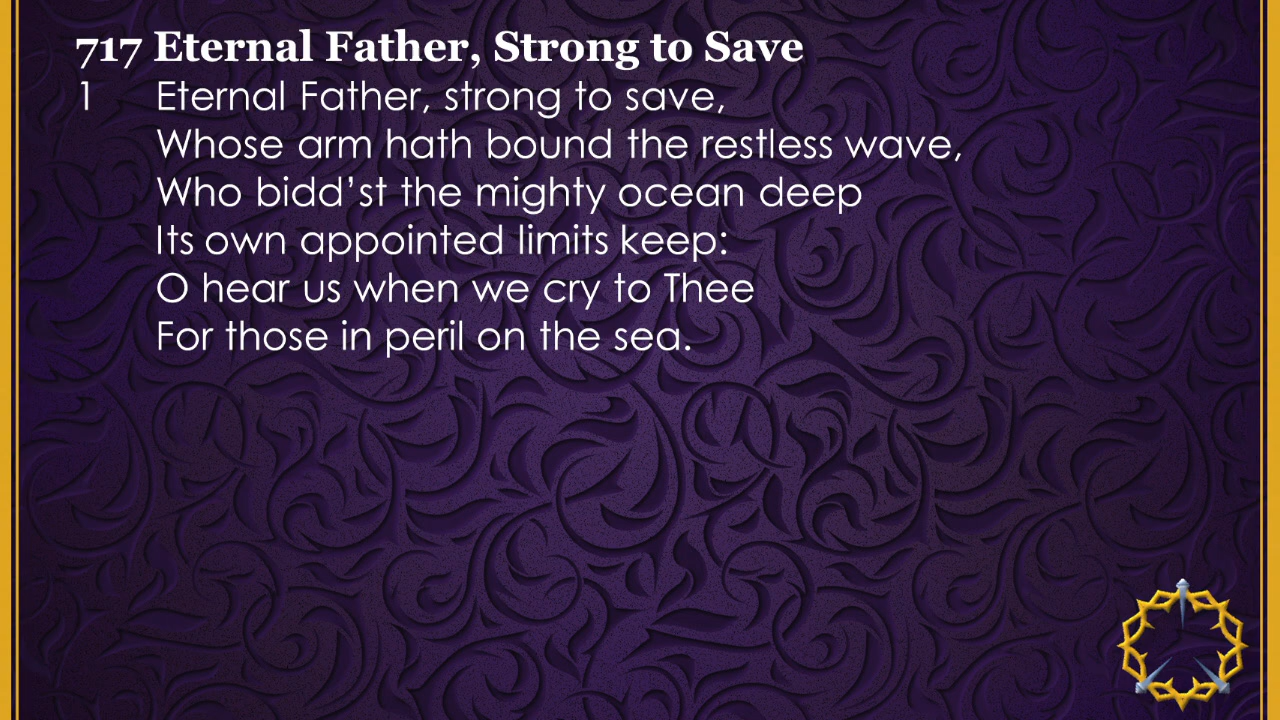 717 Eternal Father, Strong to Save
1 Eternal Father, strong to save,
Whose arm hath bound the restless wave,
Who bidd’st the mighty ocean deep
Its own appointed limits keep:
O hear us when we cry to Thee
For those in peril on the sea.